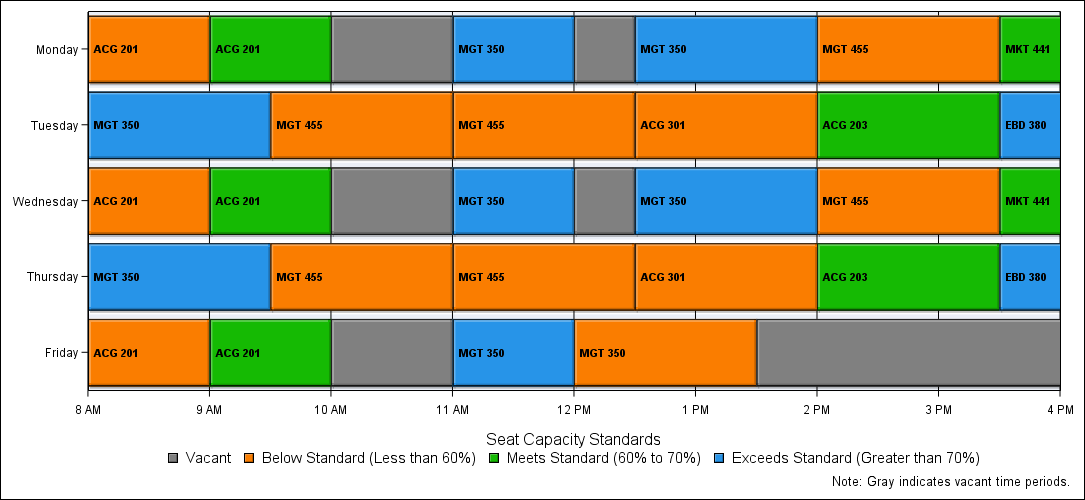 Monday ACG 201 ACG 201 MGT 350 MGT 350 MGT 455 MKT 441
Tuesday MGT 350 MGT 455 MGT 455 ACG 301 ACG 203 EBD 380
Wednesday ACG 201 ACG 201 MGT 350 MGT 350 MGT 455 MKT 441
Thursday MGT 350 MGT 455 MGT 455 ACG 301 ACG 203 EBD 380
Friday ACG 201 ACG 201 MGT 350 MGT 350
8 AM 9 AM 10 AM 11 AM 12 PM 1 PM 2 PM 3 PM 4 PM
Seat Capacity Standards
Vacant Below Standard (Less than 60%) Meets Standard (60% to 70%) Exceeds Standard (Greater than 70%)
Note: Gray indicates vacant time periods.